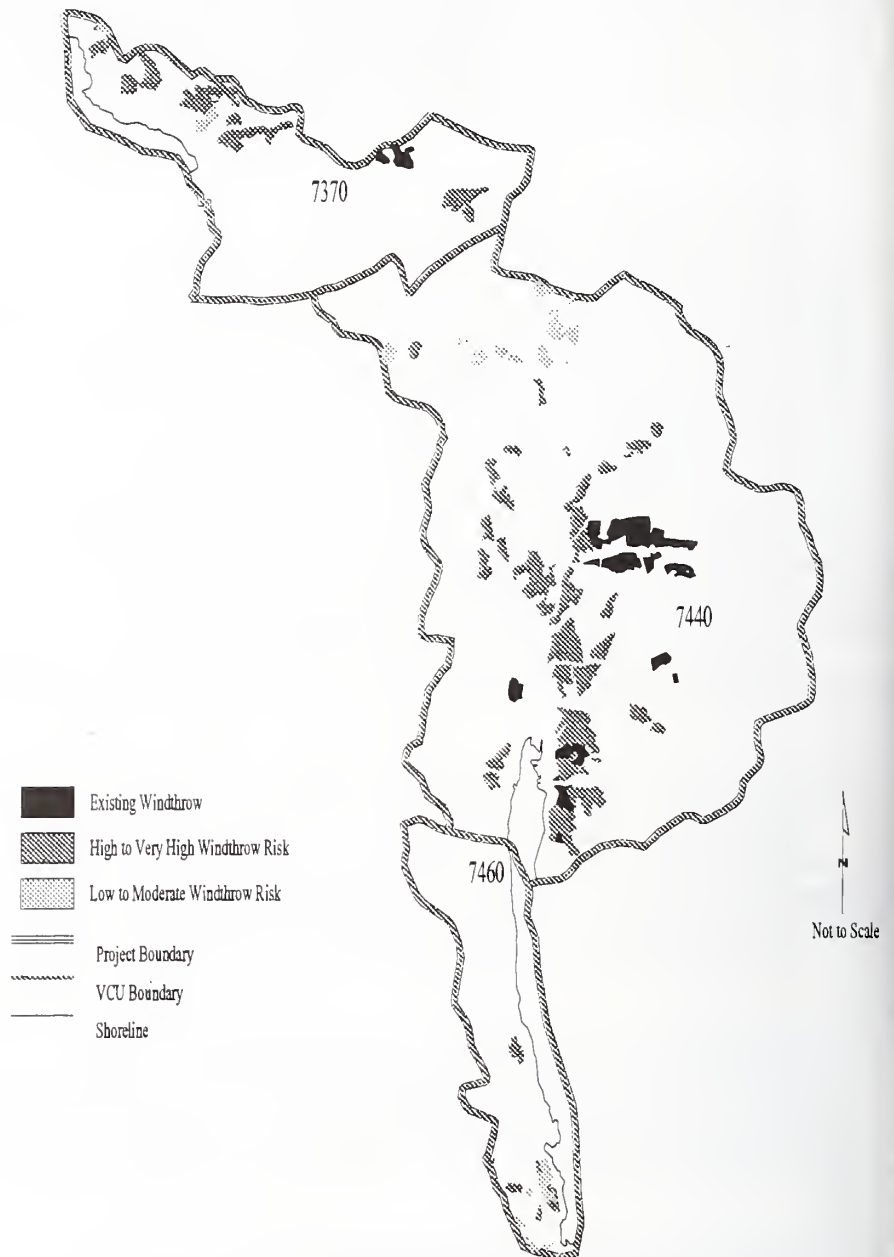 7370
7440
7460
Existing Windthrow
High to Very High Windthrow Risk
Low to Moderate Windthrow Risk
Project Boundary
VCU Boundary
Shoreline
N
Not to Scale